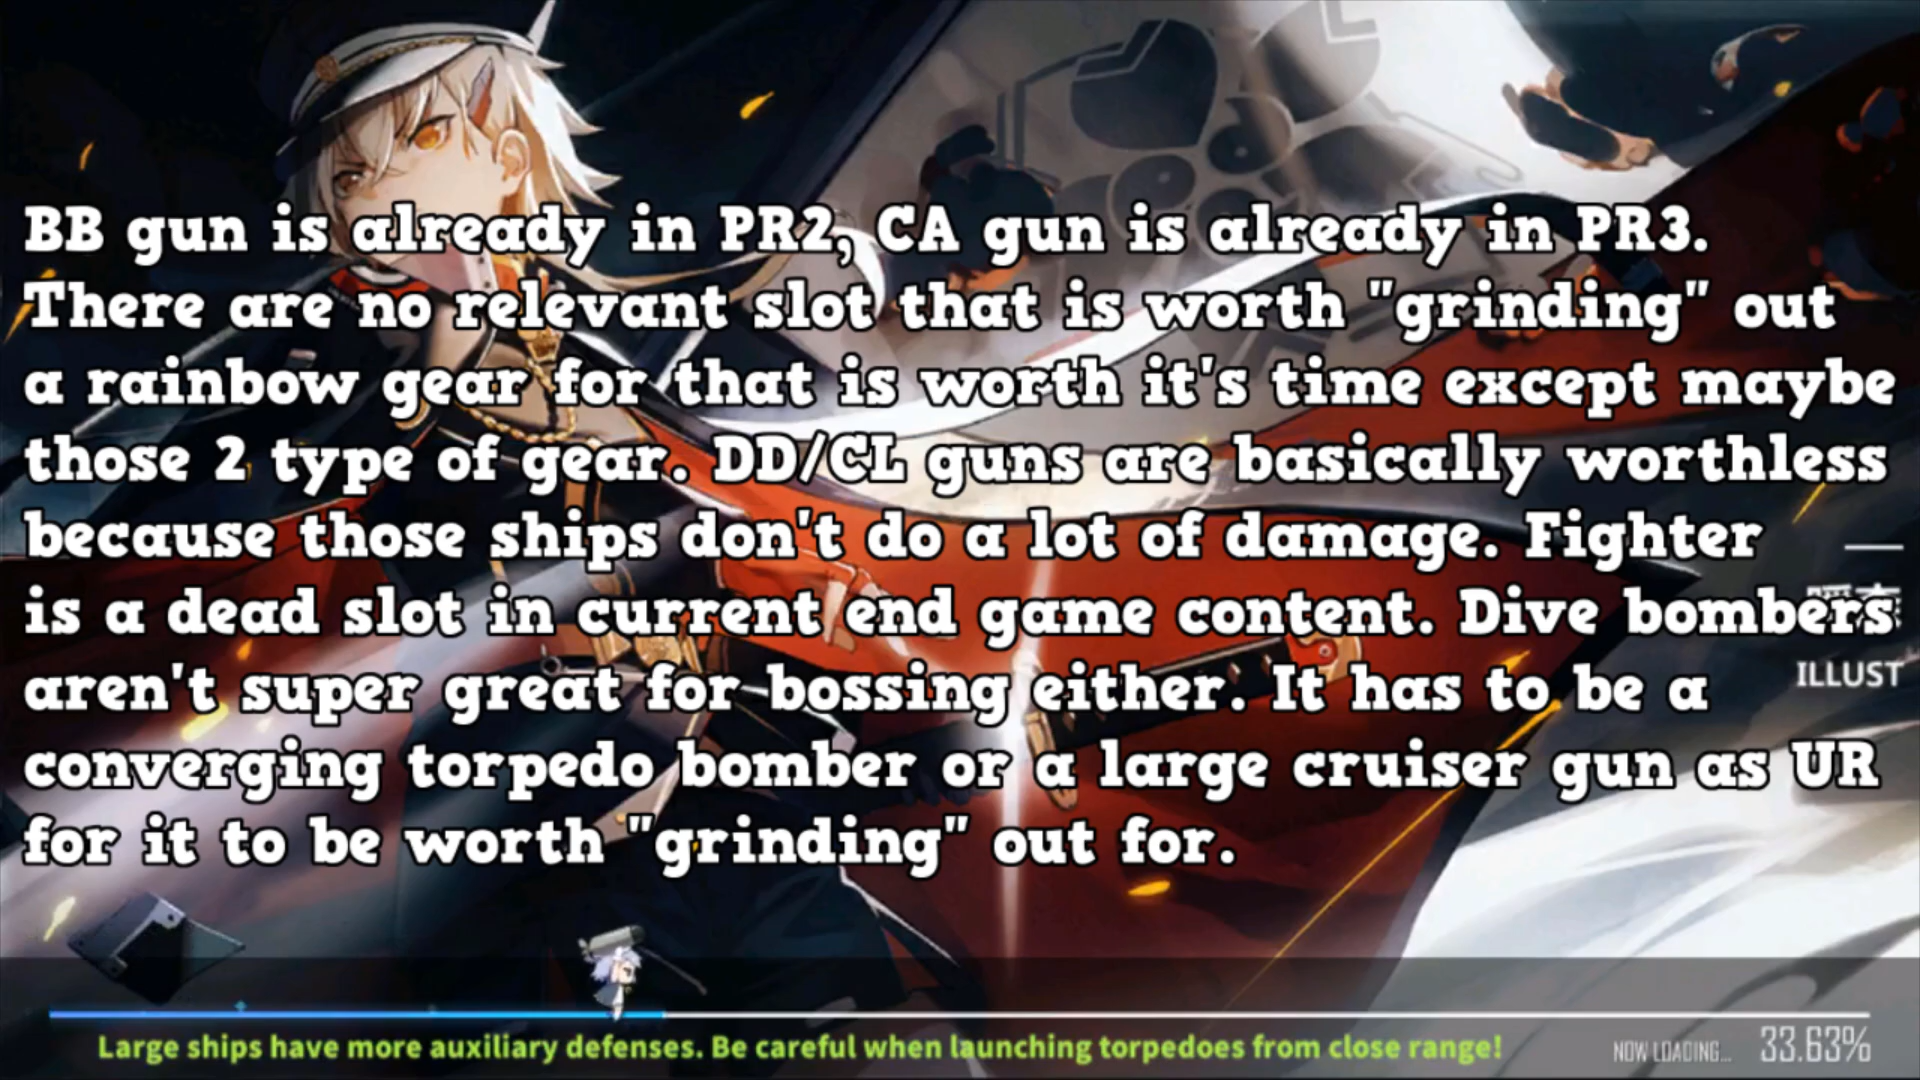 BB gun is already in PR2, CA gun is already in PR3.
There are no relevant slot that is worth "grinding" out
a rainbow gear for that is worth it's time except maybe
those 2 type of gear. DD/CL guns are basically worthless
because those ships don't do a lot of damage. Fighter
is a dead slot in current end game content. Dive bombers
aren't super great for bossing either. It has to be a
converging torpedo bomber or a large cruiser gun as UR
for it to be worth "grinding" out for.
ILLUST
Large ships have more auxiliary defenses. Be careful when launching torpedoes from close range!
NOW LOADING... 33.63%